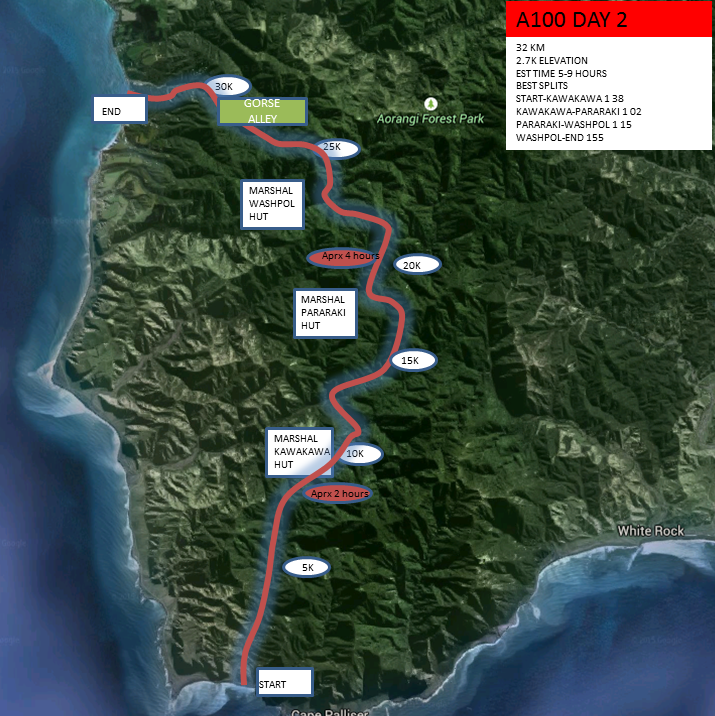 A100 DAY 2
32 KM
2.7K ELEVATION
EST TIME 5-9 HOURS
BEST SPLITS
START-KAWAKAWA 1 38
KAWAKAWA-PARARAKI 1 02
PARARAKI-WASHPOL 1 15
WASHPOL-END 155
30K
END
GORSE
ALLEY
Aorangi Forest Park
25K
MARSHAL
WASHPOL
HUT
Aprx 4 hours
20K
MARSHAL
PARARAKI
HUT
15K
MARSHAL
KAWAKAWA
HUT
10K
Aprx 2 hours
White Rock
5K
START
Cape Palliser